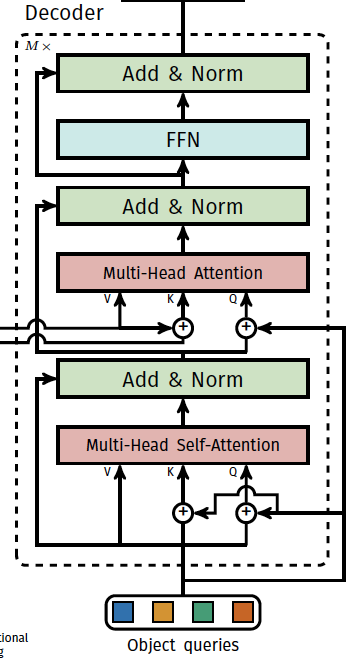 Decoder
M ×
Add & Norm
FFN
Add & Norm
Multi-Head Attention
V K Q
+ +
Add & Norm
Multi-Head Self-Attention
V K Q
+ +
Object queries